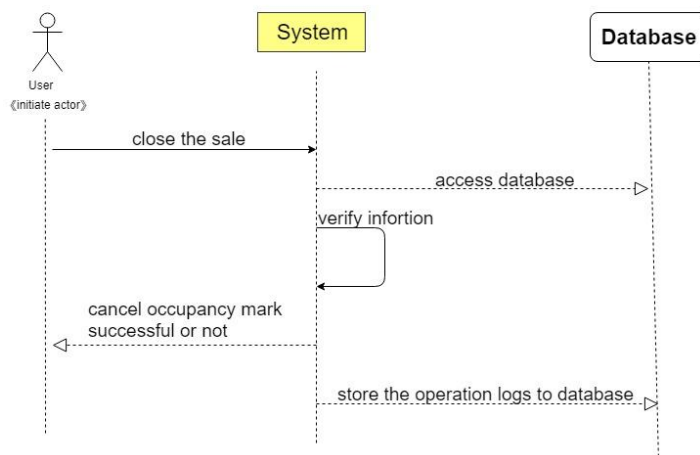 System
Database
User
《initiate actor》
close the sale
access database
verify infortion
cancel occupancy mark
successful or not
store the operation logs to database